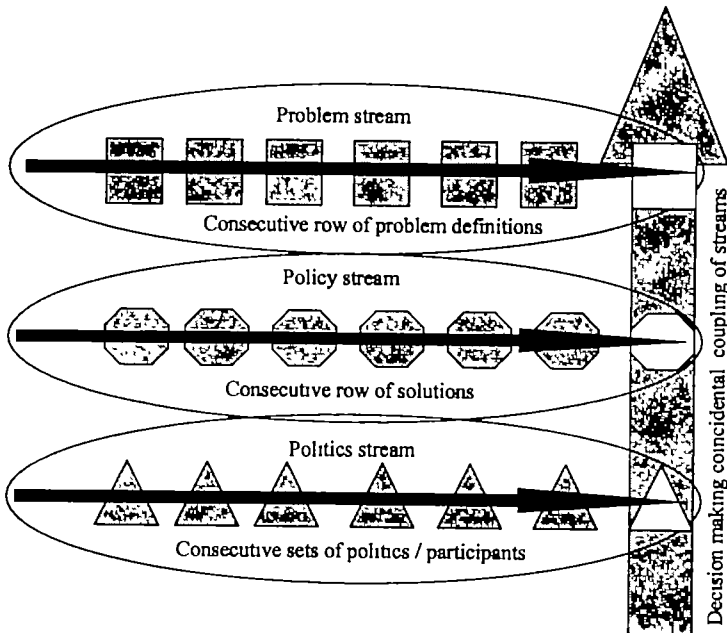 Problem stream
Consecutive row of problem definitions
Policy stream
Consecutive row of solutions
Politics stream
Consecutive sets of politics / participants
Decision making coincidental coupling of streams